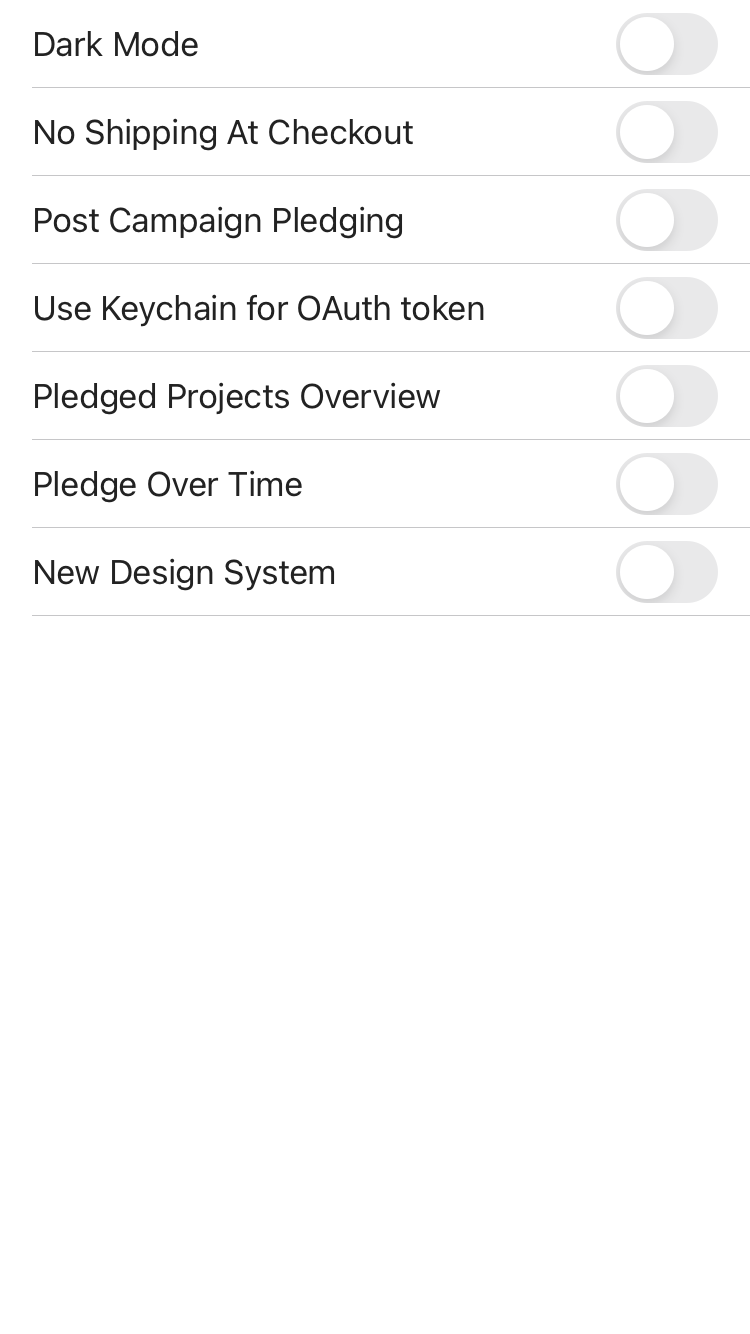 Dark Mode
No Shipping At Checkout
Post Campaign Pledging
Use Keychain for OAuth token
Pledged Projects Overview
Pledge Over Time
New Design System